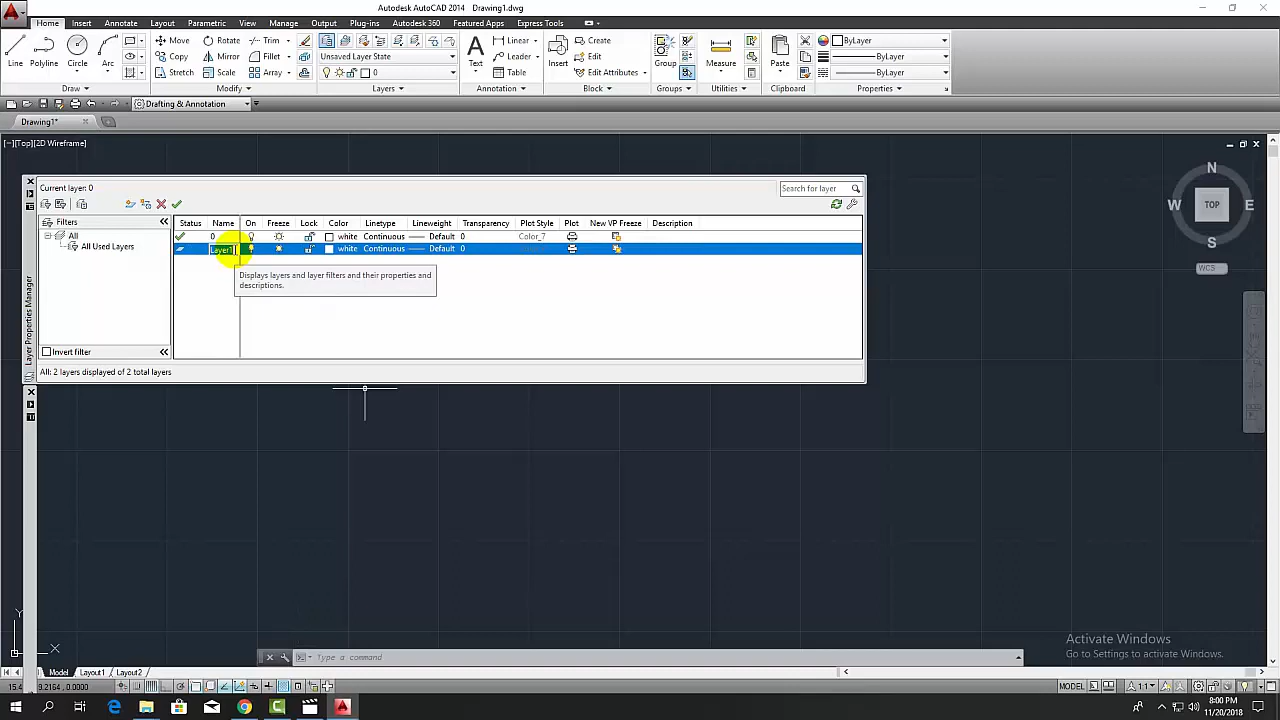 Autodesk AutoCAD 2014 Drawing1.dwg
Home Insert Annotate Layout Parametric View Manage Output Plug-ins Autodesk 360 Featured Apps Express Tools
Line Polyline Circle Arc
Move Rotate Trim
Copy Mirror Fillet
Stretch Scale Array
Unsaved Layer State
0
Text
Linear
Leader
Table
Insert
Create
Edit
Edit Attributes
Group
Measure
Paste
ByLayer
ByLayer
ByLayer
Draw Modify Layers Annotation Block Groups Utilities Clipboard Properties
Drafting & Annotation
Drawing1*
[−][Top][2D Wireframe]
N
W TOP E
S
WCS
Current layer: 0
Search for layer
Filters
All
All Used Layers
Invert filter
Status Name On Freeze Lock Color Linetype Lineweight Transparency Plot Style Plot New VP Freeze Description
0 white Continuous Default 0 Color_7
Layer1 white Continuous Default 0
Displays layers and layer filters and their properties and
descriptions.
All: 2 layers displayed of 2 total layers
Layer Properties Manager
Y
X
Type a command
Activate Windows
Go to Settings to activate Windows.
Model Layout1 Layout2
MODEL 1:1
8:00 PM
11/20/2018